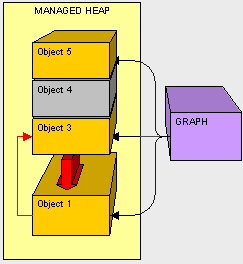 MANAGED HEAP
Object 5
Object 4
Object 3
GRAPH
Object 1